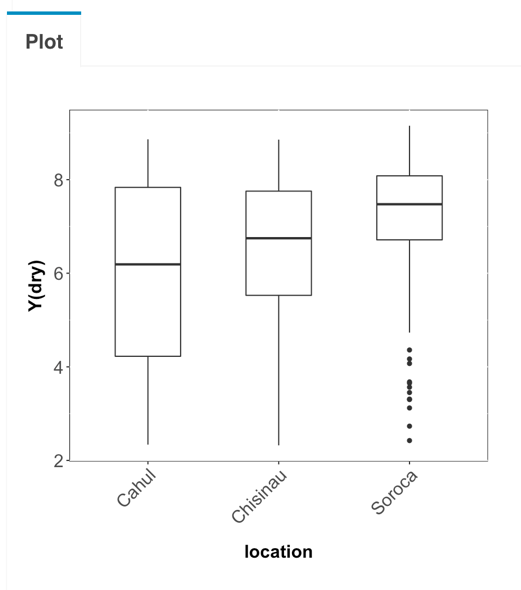 Plot
Y(dry)
8
6
4
2
Cahul
Chisinau
Soroca
location